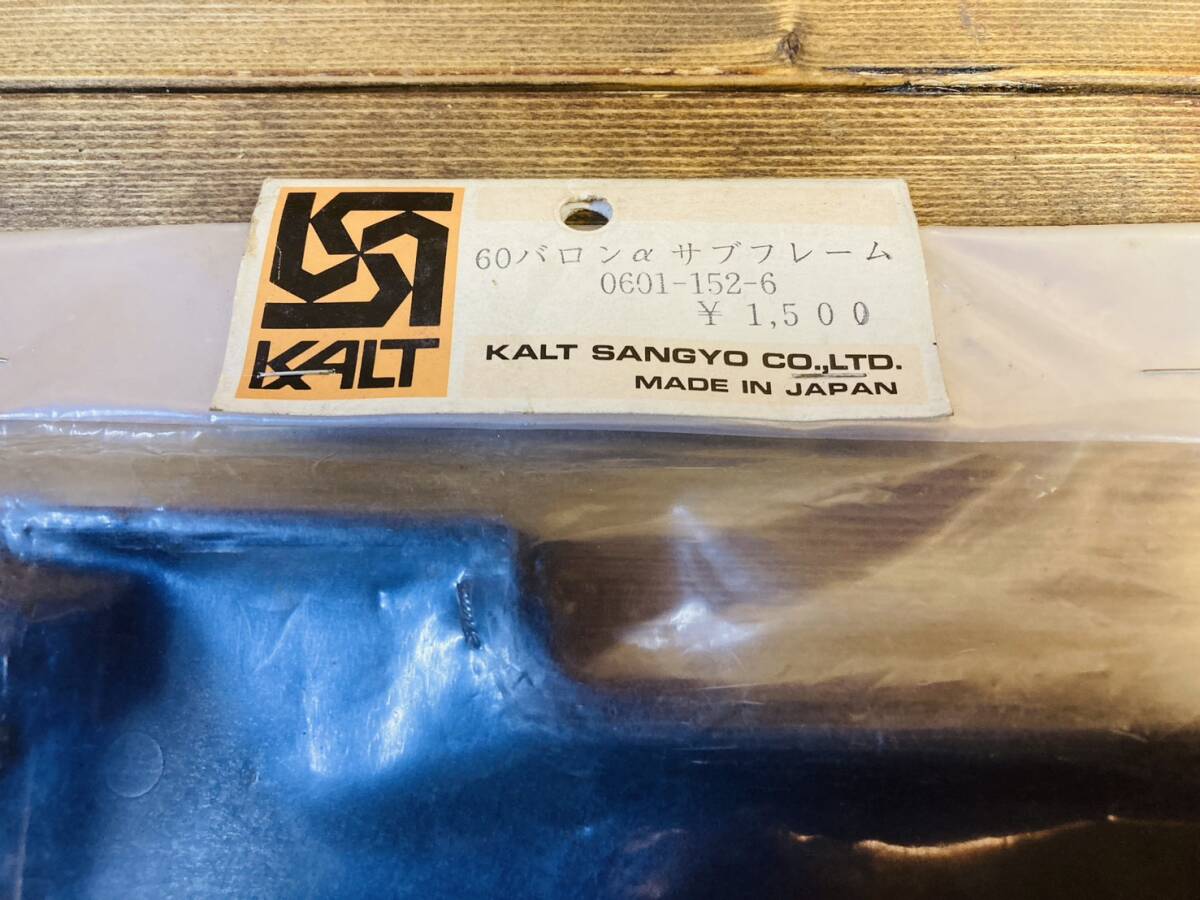 60バロンα サブフレーム
0601-152-6
¥ 1,500
KALT
KALT SANGYO CO.,LTD.
MADE IN JAPAN